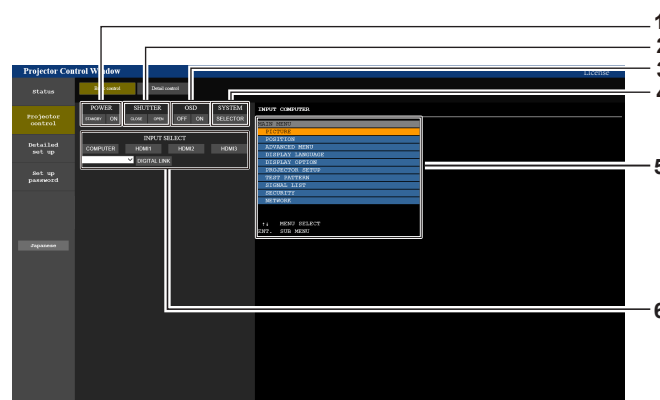 1
2
3
4
Projector Control Window
License
Status
Basic control
Detail control
POWER SHUTTER OSD SYSTEM
STANDBY ON CLOSE OPEN OFF ON SELECTOR
INPUT COMPUTER
Projector
control
INPUT SELECT
COMPUTER HDMI1 HDMI2 HDMI3
DIGITAL LINK
MAIN MENU
PICTURE
POSITION
ADVANCED MENU
DISPLAY LANGUAGE
DISPLAY OPTION
PROJECTOR SETUP
TEST PATTERN
SIGNAL LIST
SECURITY
NETWORK
↑↓ MENU SELECT
ENT. SUB MENU
5
Detailed
set up
Set up
password
Japanese
6